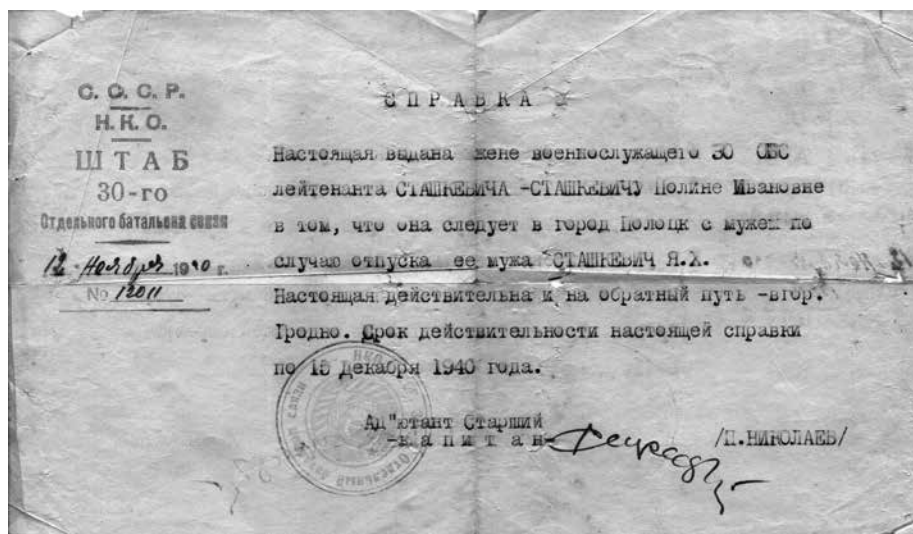 С. С. С. Р.
Н. К. О.
ШТАБ
30-го
Отдельного батальона связи
12 Ноября 1940 г.
No 12011
СПРАВКА
Настоящая выдана жене военнослужащего 30 ОБС
лейтенанта СТАШКЕВИЧА -СТАШКЕВИЧУ Полине Ивановне
в том, что она следует в город Полоцк с мужем по
случаю отпуска ее мужа СТАШКЕВИЧ Я.Х.
Настоящая действительна и на обратный путь -вгор.
Гродно. Срок действительности настоящей справки
по 15 декабря 1940 года.
Ад"ютант Старший
-капитан- /П.НИКОЛАЕВ/